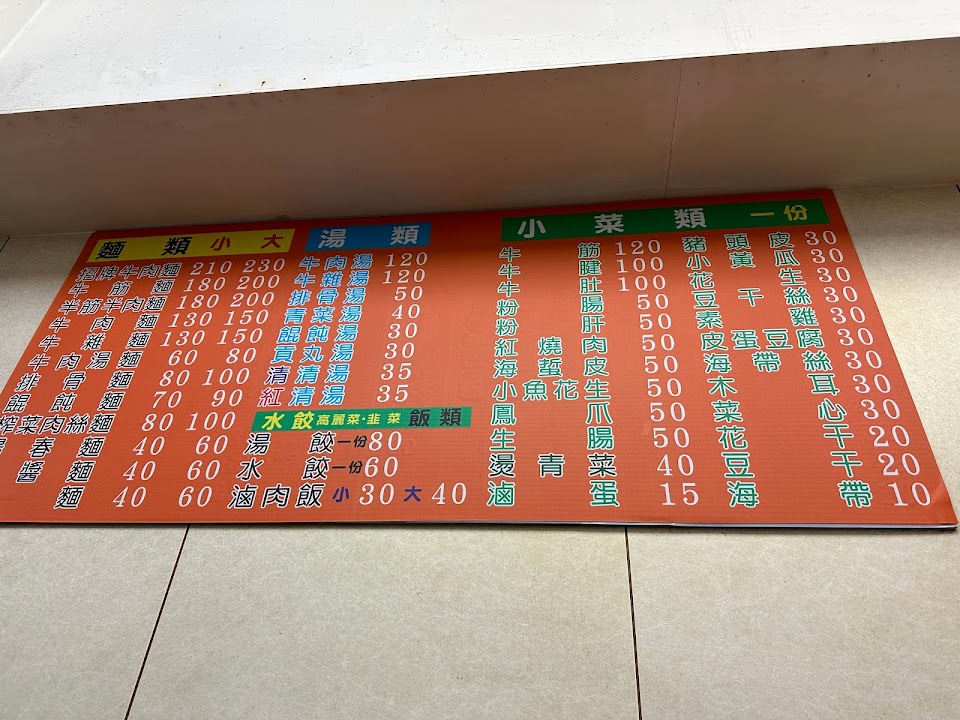 麵類 小 大
招牌牛肉麵 210 230
牛筋麵 180 200
半筋半肉麵 180 200
牛肉麵 130 150
牛雜麵 130 150
牛肉湯麵 60 80
排骨麵 80 100
餛飩麵 70 90
榨菜肉絲麵 80 100
春麵 40 60
醬麵 40 60
麵 40 60
湯類
牛肉湯 120
牛雜湯 120
排骨湯 50
青菜湯 40
餛飩湯 30
貢丸湯 30
清清湯 35
紅清湯 35
水餃 高麗菜・韭菜 飯類
湯餃 一份 80
水餃 一份 60
滷肉飯 小 30 大 40
小菜類 一份
牛筋 120
牛腱 100
牛肚 100
粉腸 50
粉肝 50
紅燒肉 50
海蜇皮 50
小魚花生 50
鳳爪 50
生腸 50
燙青菜 40
滷蛋 15
豬頭皮 30
小黃瓜 30
花生 30
豆干絲 30
素雞 30
皮蛋豆腐 30
海帶絲 30
木耳 30
菜心 30
花干 20
豆干 20
海帶 10